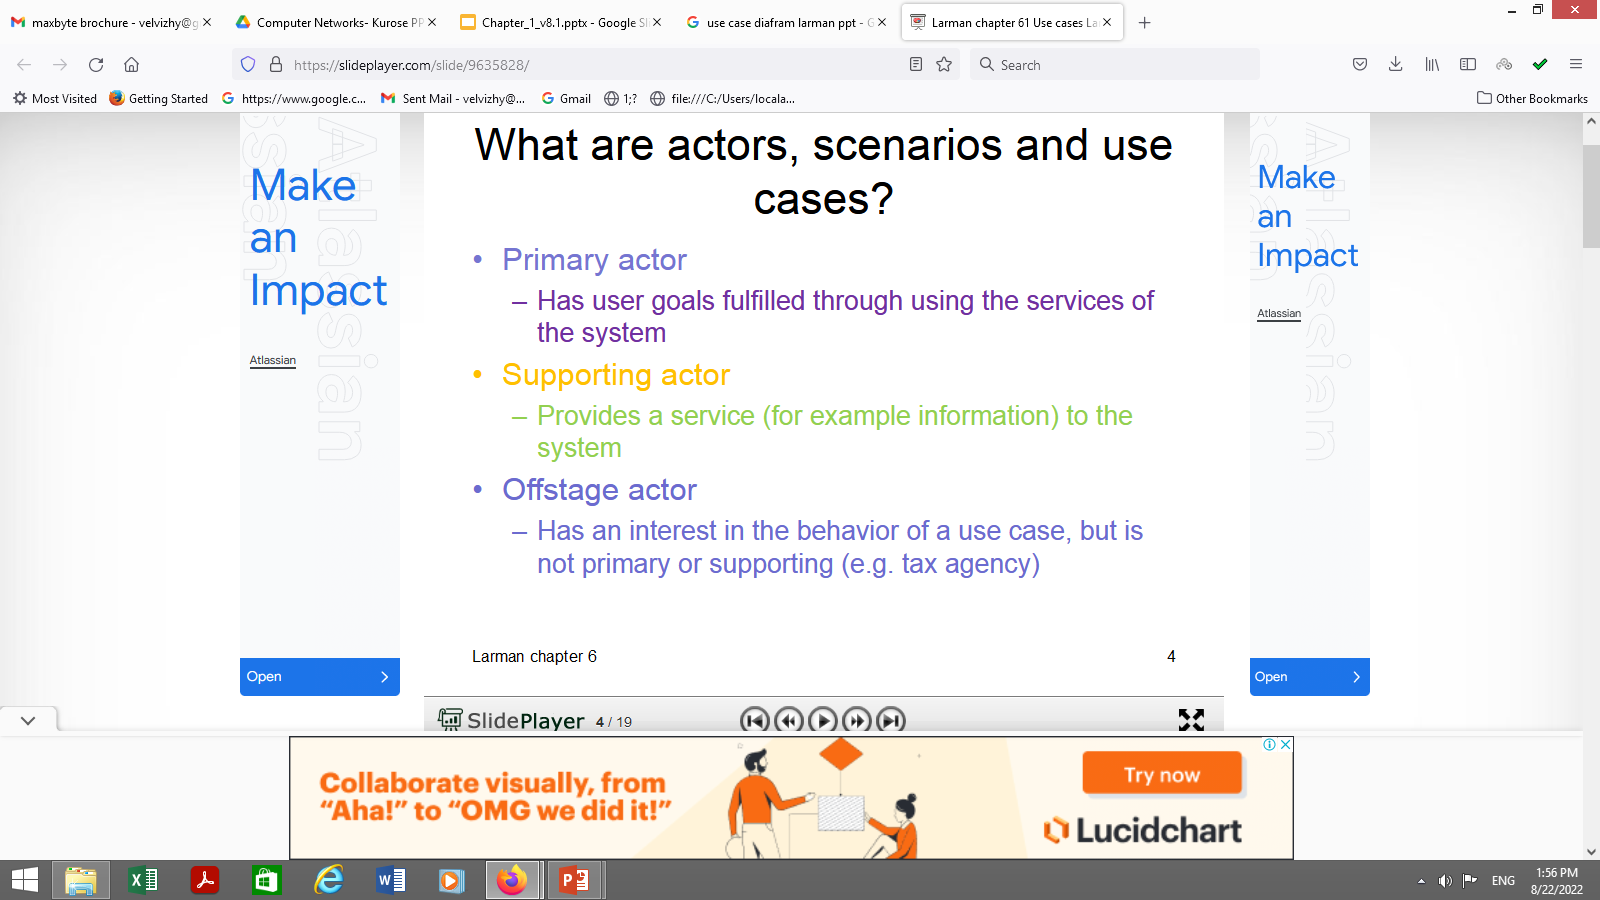 maxbyte brochure - velvizhy@g
Computer Networks- Kurose PP
Chapter_1_v8.1.pptx - Google Sli
use case diafram larman ppt - G
Larman chapter 61 Use cases La
https://slideplayer.com/slide/9635828/
Search
Most Visited
Getting Started
https://www.google.c...
Sent Mail - velvizhy@...
Gmail
1;?
file:///C:/Users/locala...
Other Bookmarks
Atlassian
Make
an
Impact
Atlassian
Open
What are actors, scenarios and use
cases?
• Primary actor
– Has user goals fulfilled through using the services of
the system
• Supporting actor
– Provides a service (for example information) to the
system
• Offstage actor
– Has an interest in the behavior of a use case, but is
not primary or supporting (e.g. tax agency)
Larman chapter 6
4
SlidePlayer
4 / 19
Atlassian
Make
an
Impact
Atlassian
Open
Collaborate visually, from
“Aha!” to “OMG we did it!”
Try now
Lucidchart
ENG
1:56 PM
8/22/2022